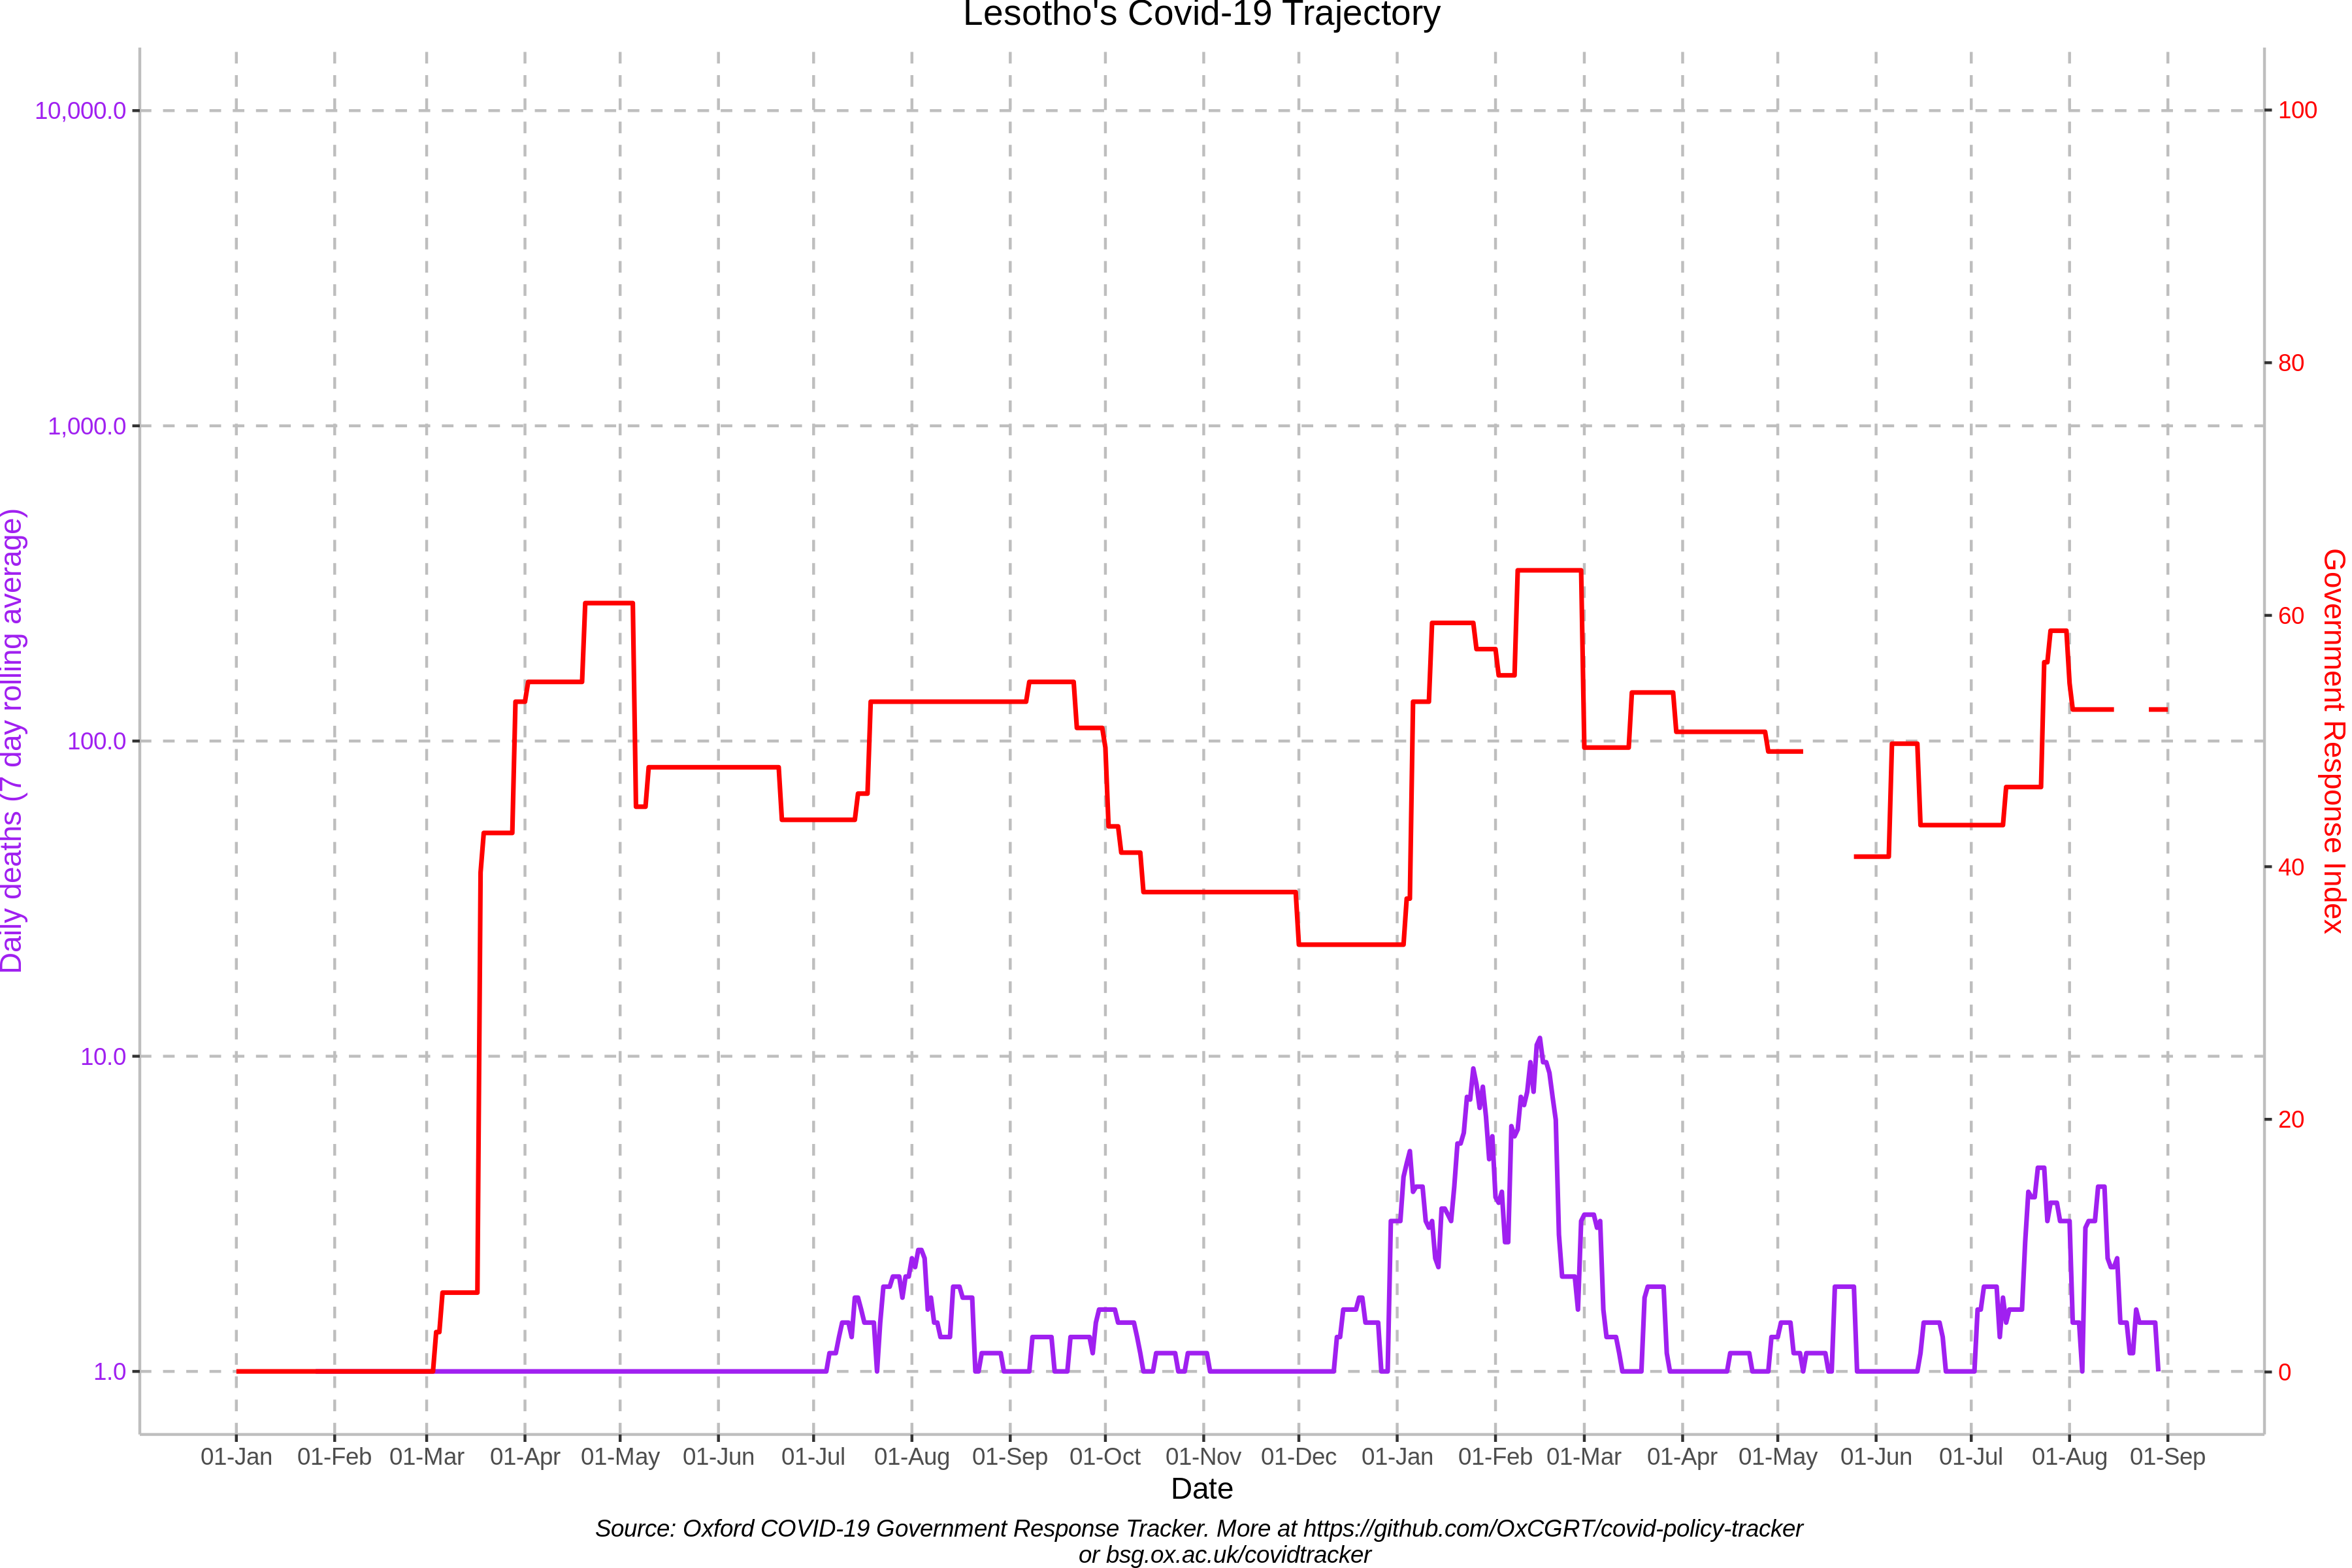 Lesotho's Covid-19 Trajectory
10,000.0
1,000.0
100.0
10.0
1.0
Daily deaths (7 day rolling average)
100
80
60
40
20
0
Government Response Index
01-Jan 01-Feb 01-Mar 01-Apr 01-May 01-Jun 01-Jul 01-Aug 01-Sep 01-Oct 01-Nov 01-Dec 01-Jan 01-Feb 01-Mar 01-Apr 01-May 01-Jun 01-Jul 01-Aug 01-Sep
Date
Source: Oxford COVID-19 Government Response Tracker. More at https://github.com/OxCGRT/covid-policy-tracker
or bsg.ox.ac.uk/covidtracker